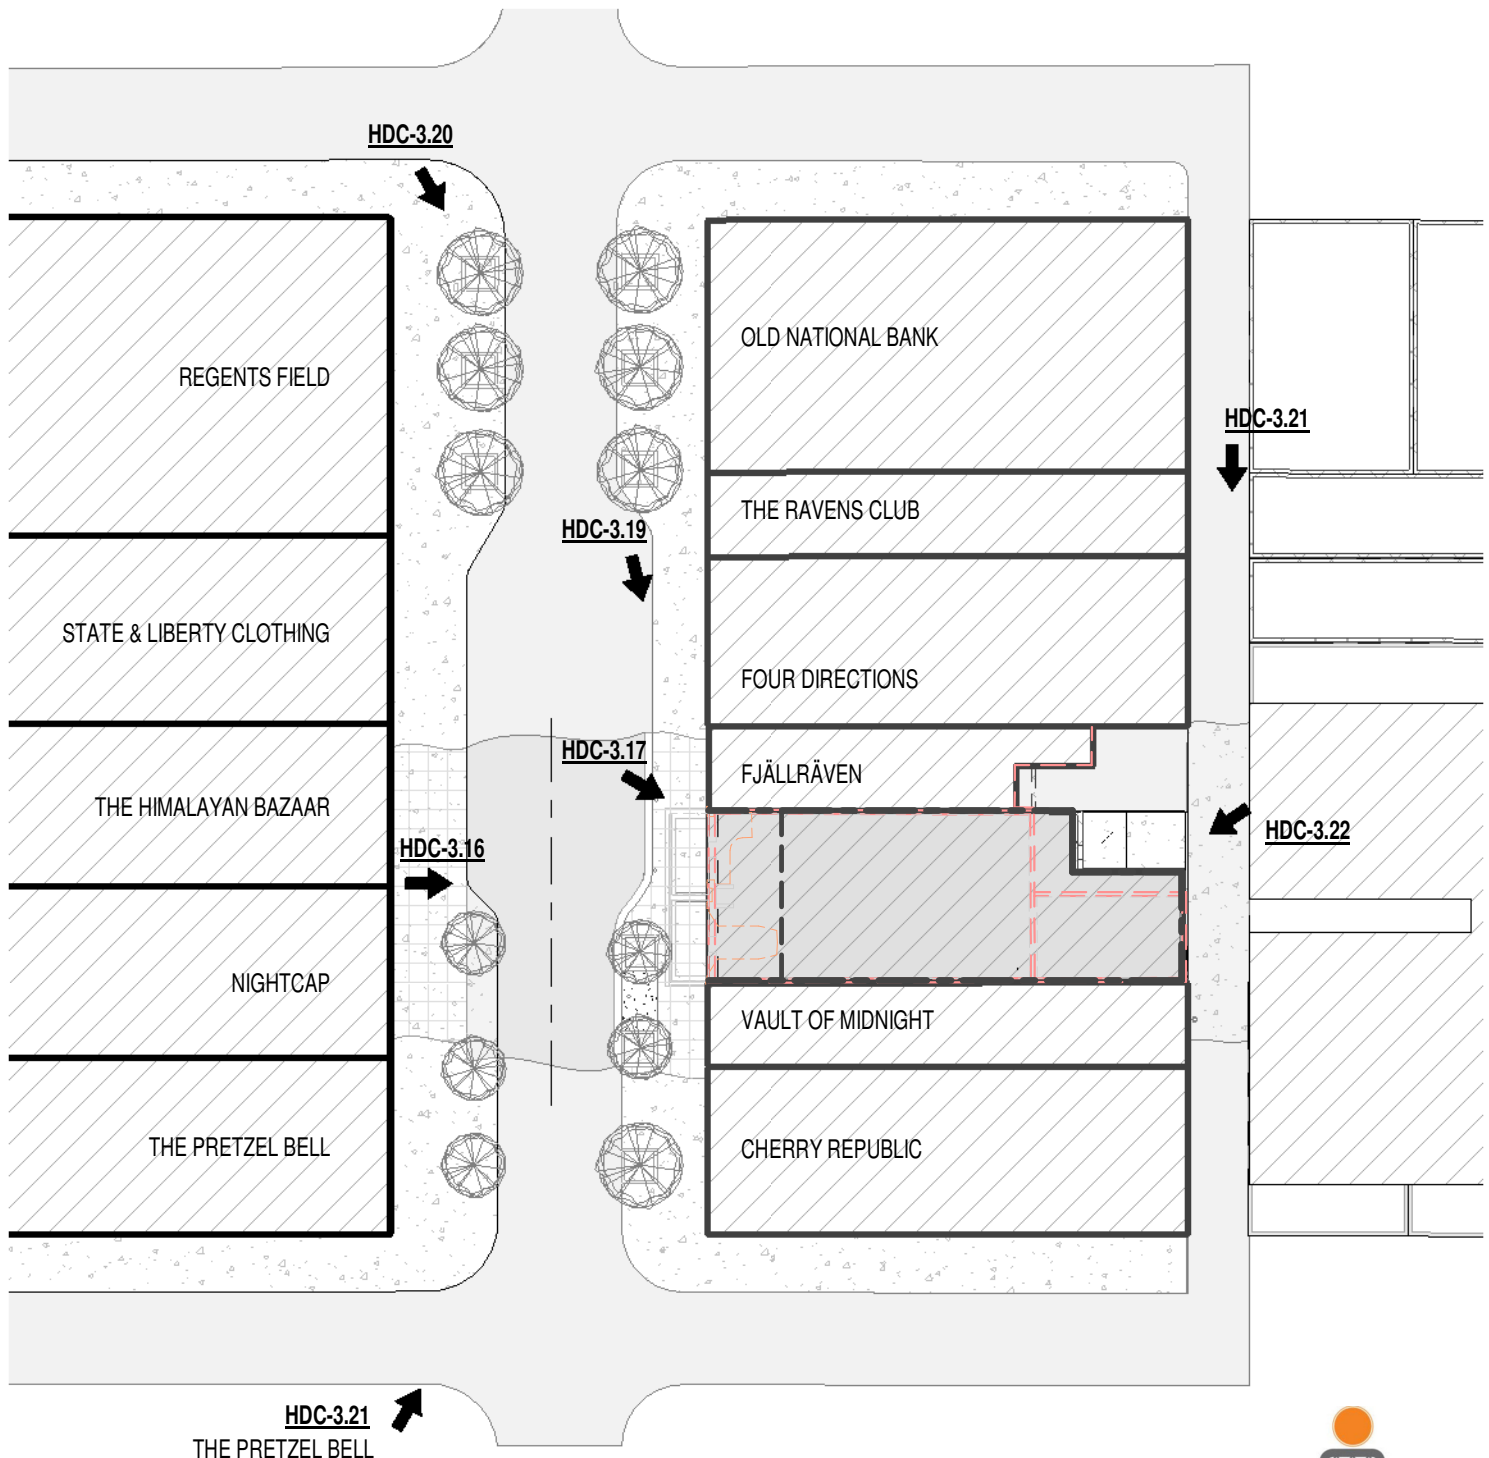 HDC-3.20
REGENTS FIELD
OLD NATIONAL BANK
HDC-3.21
THE RAVENS CLUB
HDC-3.19
STATE & LIBERTY CLOTHING
FOUR DIRECTIONS
HDC-3.17
FJÄLLRÄVEN
THE HIMALAYAN BAZAAR
HDC-3.22
HDC-3.16
NIGHTCAP
VAULT OF MIDNIGHT
THE PRETZEL BELL
CHERRY REPUBLIC
HDC-3.21
THE PRETZEL BELL